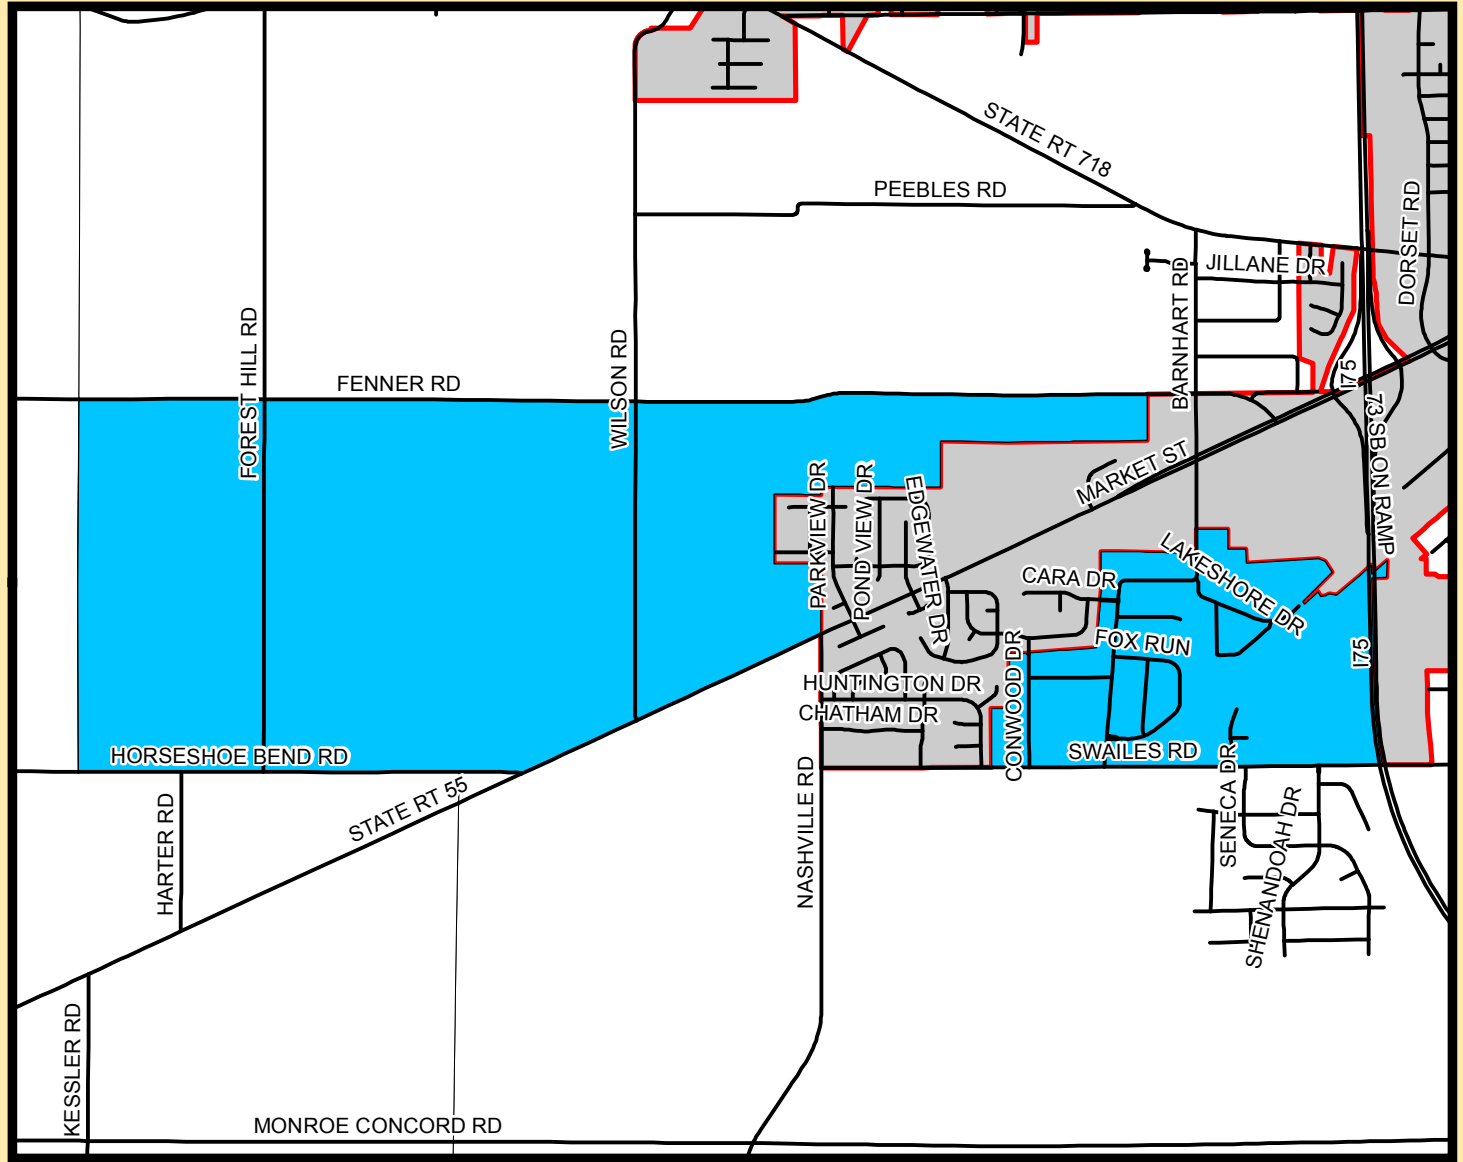 STATE RT 718
PEEBLES RD
DORSET RD
JILLANE DR
BARNHART RD
FOREST HILL RD
WILSON RD
FENNER RD
I75
73 SB ON RAMP
MARKET ST
PARKVIEW DR
POND VIEW DR
EDGEWATER DR
LAKESHORE DR
CARA DR
FOX RUN
I75
CONWOOD DR
HUNTINGTON DR
CHATHAM DR
SWAILES RD
HORSESHOE BEND RD
SENECA DR
STATE RT 55
HARTER RD
NASHVILLE RD
SHENANDOAH DR
KESSLER RD
MONROE CONCORD RD